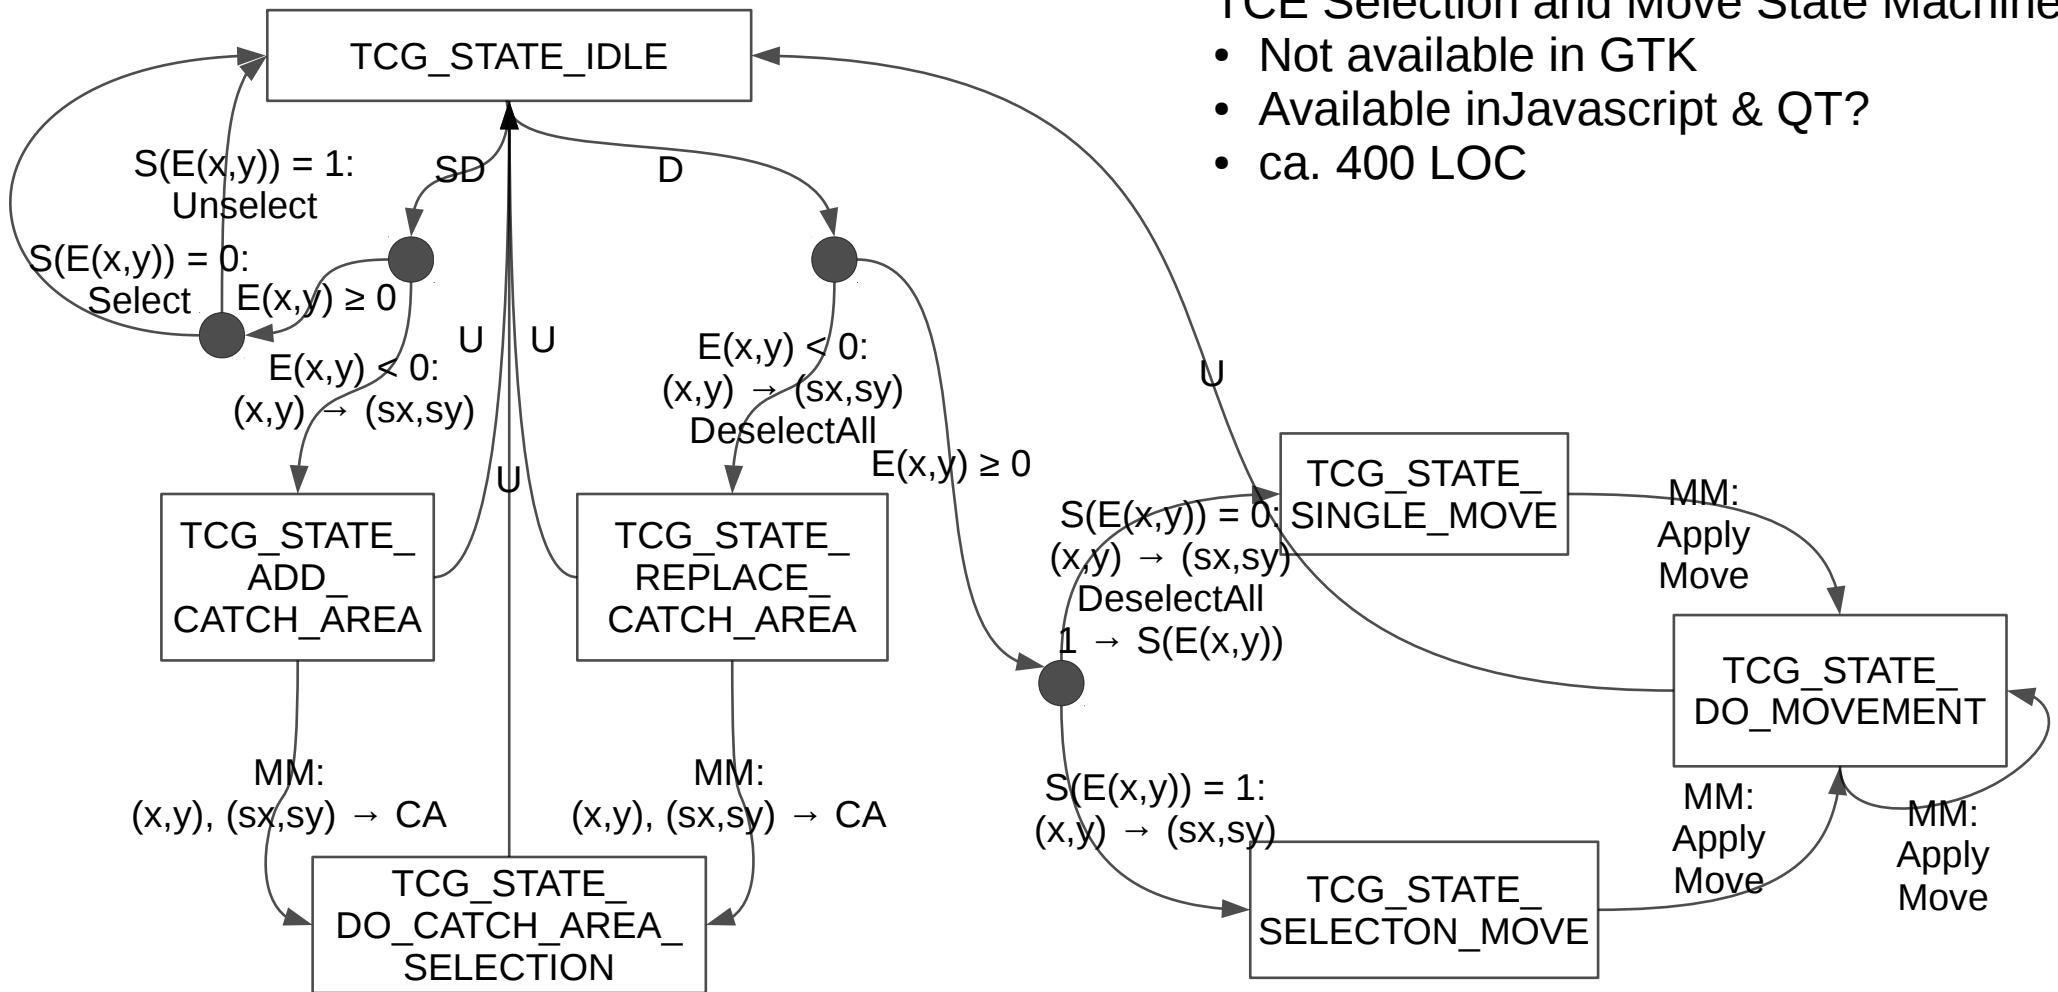 TCE Selection and Move State Machine
• Not available in GTK
• Available inJavascript & QT?
• ca. 400 LOC
TCG_STATE_IDLE
S(E(x,y)) = 1:
Unselect
SD
D
S(E(x,y)) = 0:
Select
E(x,y) ≥ 0
E(x,y) < 0:
(x,y) → (sx,sy)
U
U
U
E(x,y) < 0:
(x,y) → (sx,sy)
DeselectAll
E(x,y) ≥ 0
U
TCG_STATE_
ADD_
CATCH_AREA
TCG_STATE_
REPLACE_
CATCH_AREA
S(E(x,y)) = 0:
(x,y) → (sx,sy)
DeselectAll
1 → S(E(x,y))
TCG_STATE_
SINGLE_MOVE
MM:
Apply
Move
TCG_STATE_
DO_MOVEMENT
MM:
(x,y), (sx,sy) → CA
MM:
(x,y), (sx,sy) → CA
S(E(x,y)) = 1:
(x,y) → (sx,sy)
MM:
Apply
Move
MM:
Apply
Move
TCG_STATE_
DO_CATCH_AREA_
SELECTION
TCG_STATE_
SELECTON_MOVE